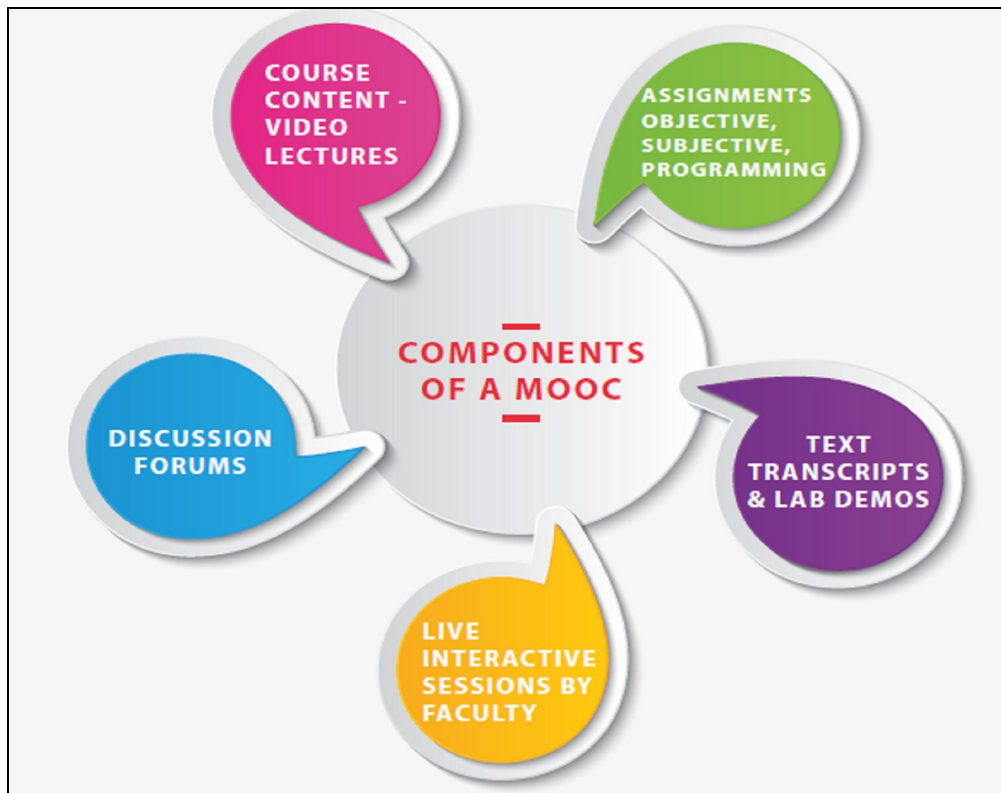 COURSE
CONTENT -
VIDEO
LECTURES
ASSIGNMENTS
OBJECTIVE,
SUBJECTIVE,
PROGRAMMING
COMPONENTS
OF A MOOC
DISCUSSION
FORUMS
TEXT
TRANSCRIPTS
& LAB DEMOS
LIVE
INTERACTIVE
SESSIONS BY
FACULTY